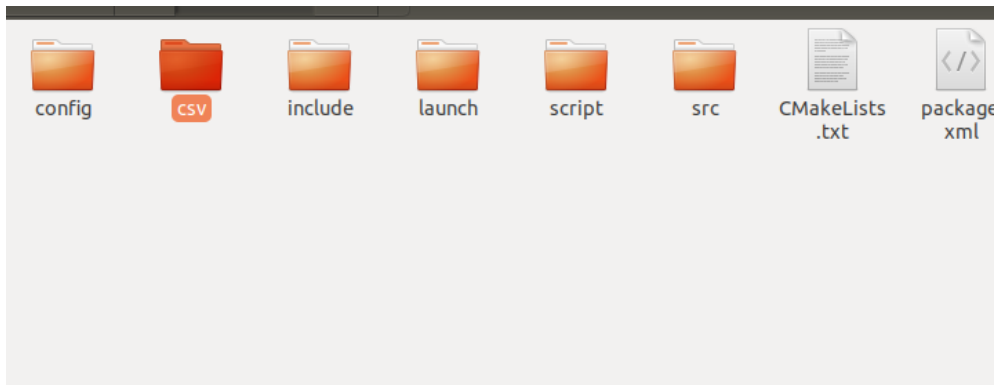 config
csv
include
launch
script
src
CMakeLists
.txt
package
xml